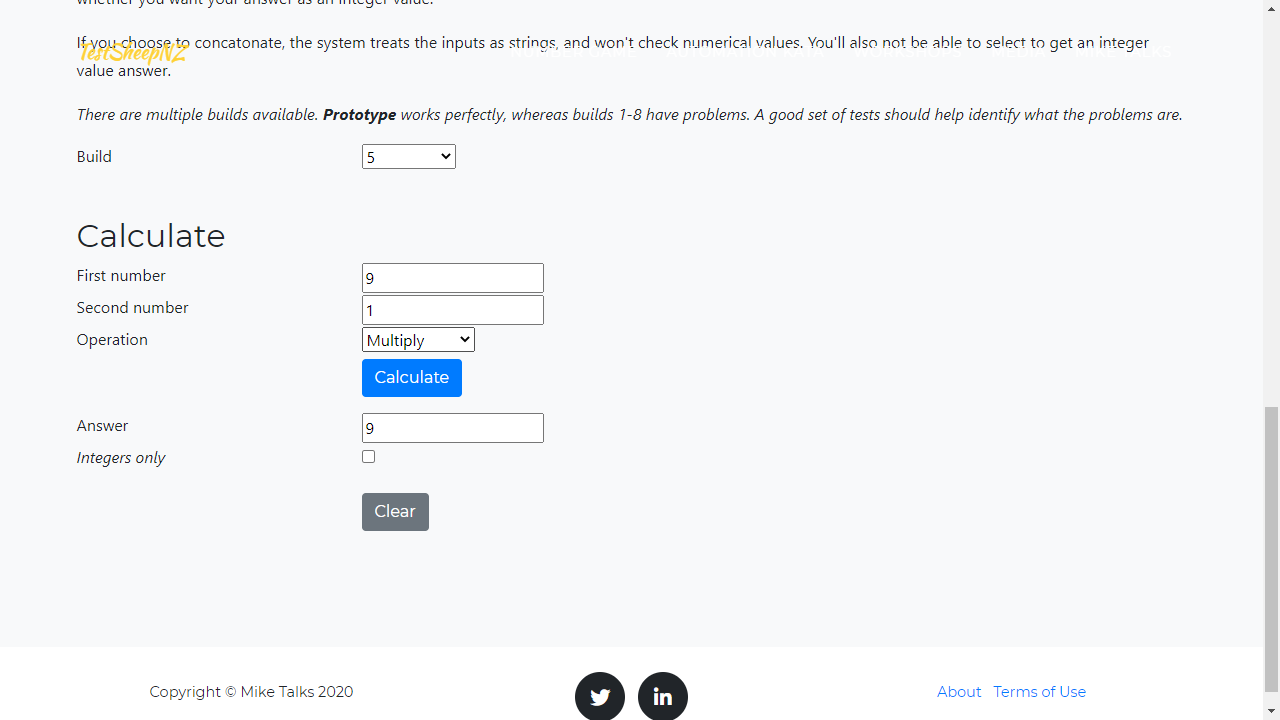 whether you want your answer as an integer value.
TestSheepNZ
If you choose to concatonate, the system treats the inputs as strings, and won't check numerical values. You'll also not be able to select to get an integer
value answer.
There are multiple builds available. Prototype works perfectly, whereas builds 1-8 have problems. A good set of tests should help identify what the problems are.
Build 5
Calculate
First number 9
Second number 1
Operation Multiply
Calculate
Answer 9
Integers only
Clear
Copyright © Mike Talks 2020
About Terms of Use